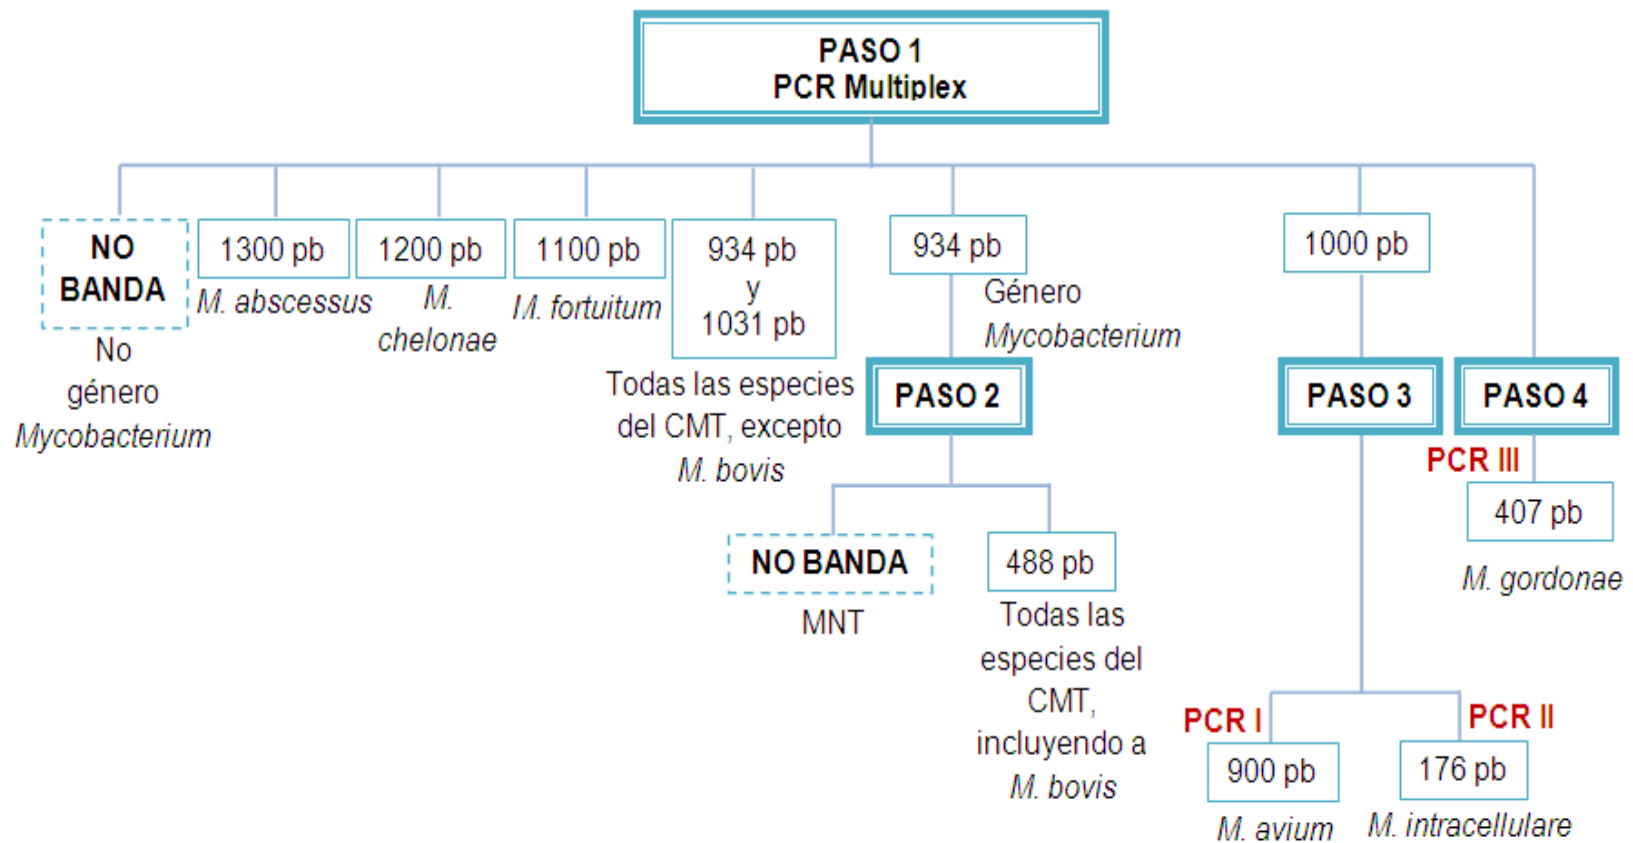 PASO 1
PCR Multiplex
NO
BANDA
No
género
Mycobacterium
1300 pb
M. abscessus
1200 pb
M.
chelonae
1100 pb
M. fortuitum
934 pb
y
1031 pb
Todas las especies
del CMT, excepto
M. bovis
934 pb
Género
Mycobacterium
PASO 2
NO BANDA
MNT
488 pb
Todas las
especies del
CMT,
incluyendo a
M. bovis
1000 pb
PASO 3
PCR I
900 pb
M. avium
PCR II
176 pb
M. intracellulare
PASO 4
PCR III
407 pb
M. gordonae